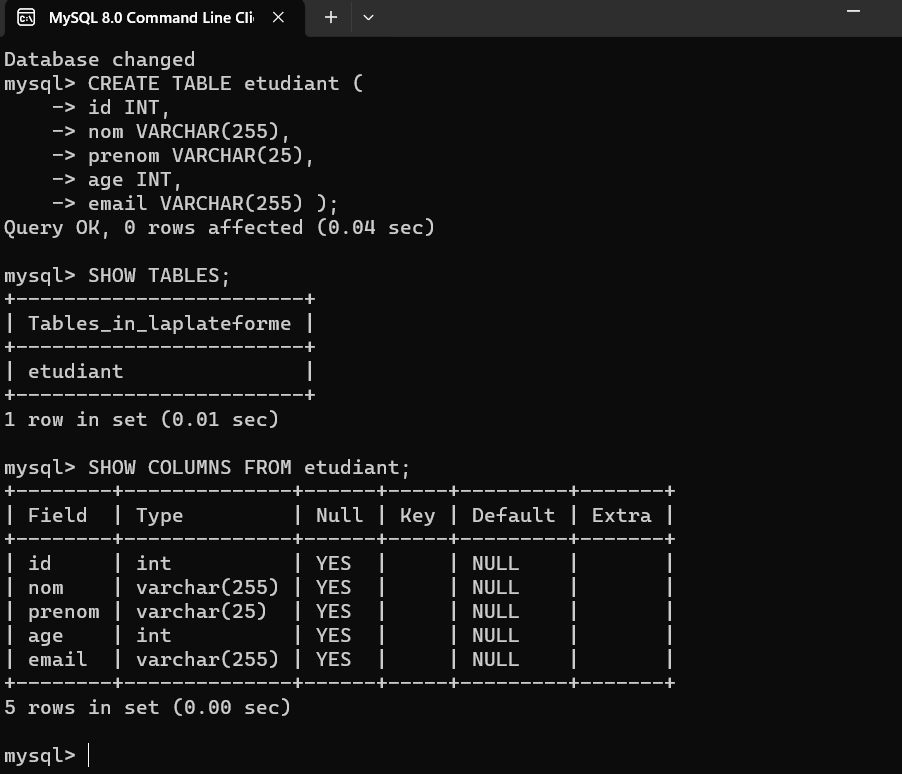 MySQL 8.0 Command Line Cli
Database changed
mysql> CREATE TABLE etudiant (
    -> id INT,
    -> nom VARCHAR(255),
    -> prenom VARCHAR(25),
    -> age INT,
    -> email VARCHAR(255) );
Query OK, 0 rows affected (0.04 sec)
mysql> SHOW TABLES;
+------------------------+
| Tables_in_laplateforme |
+------------------------+
| etudiant               |
+------------------------+
1 row in set (0.01 sec)
mysql> SHOW COLUMNS FROM etudiant;
+--------+--------------+------+-----+---------+-------+
| Field  | Type         | Null | Key | Default | Extra |
+--------+--------------+------+-----+---------+-------+
| id     | int          | YES  |     | NULL    |       |
| nom    | varchar(255) | YES  |     | NULL    |       |
| prenom | varchar(25)  | YES  |     | NULL    |       |
| age    | int          | YES  |     | NULL    |       |
| email  | varchar(255) | YES  |     | NULL    |       |
+--------+--------------+------+-----+---------+-------+
5 rows in set (0.00 sec)
mysql>